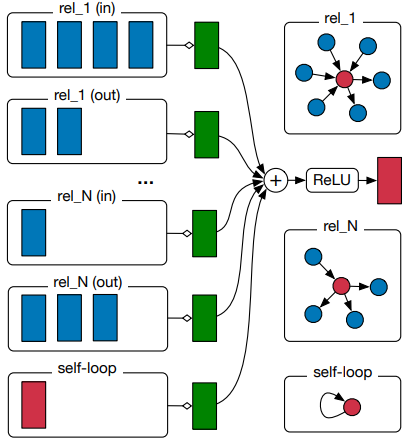 rel_1 (in)
rel_1 (out)
...
rel_N (in)
rel_N (out)
self-loop
+
ReLU
rel_1
rel_N
self-loop